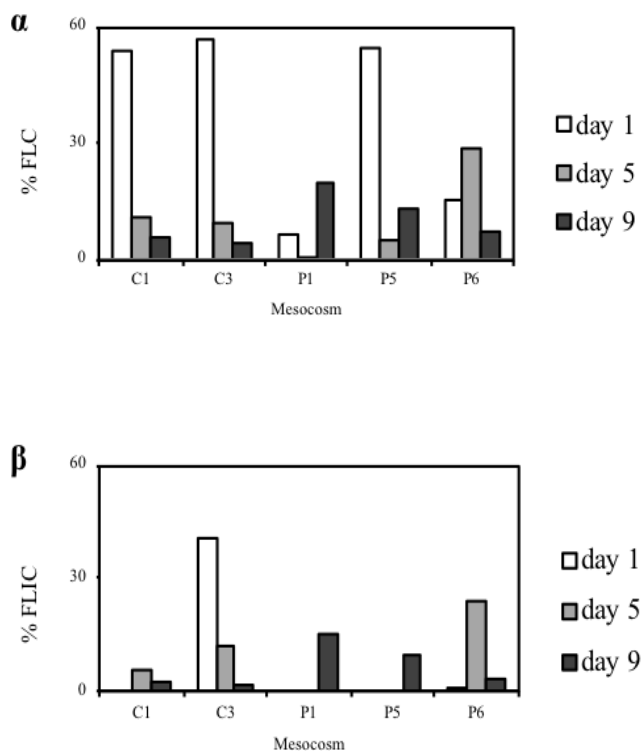 α
60
30
0
% FLC
C1 C3 P1 P5 P6
Mesocosm
day 1
day 5
day 9
β
60
30
0
% FLIC
C1 C3 P1 P5 P6
Mesocosm
day 1
day 5
day 9